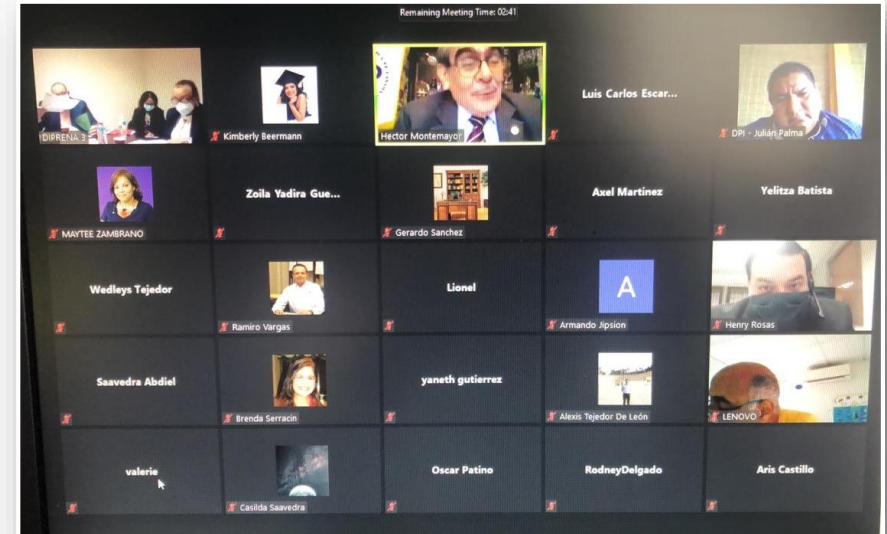 Remaining Meeting Time: 02:41
DIPRENA 3
Kimberly Beermann
Hector Montemayor
Luis Carlos Escar...
DPI - Julián Palma
MAYTEE ZAMBRANO
Zoila Yadira Gue...
Gerardo Sanchez
Axel Martinez
Yelitza Batista
Wedleys Tejedor
Ramiro Vargas
Lionel
A
Armando Jipsion
Henry Rosas
Saavedra Abdiel
Brenda Serracin
yaneth gutierrez
Alexis Tejedor De León
LENOVO
valerie
Casilda Saavedra
Oscar Patino
RodneyDelgado
Aris Castillo